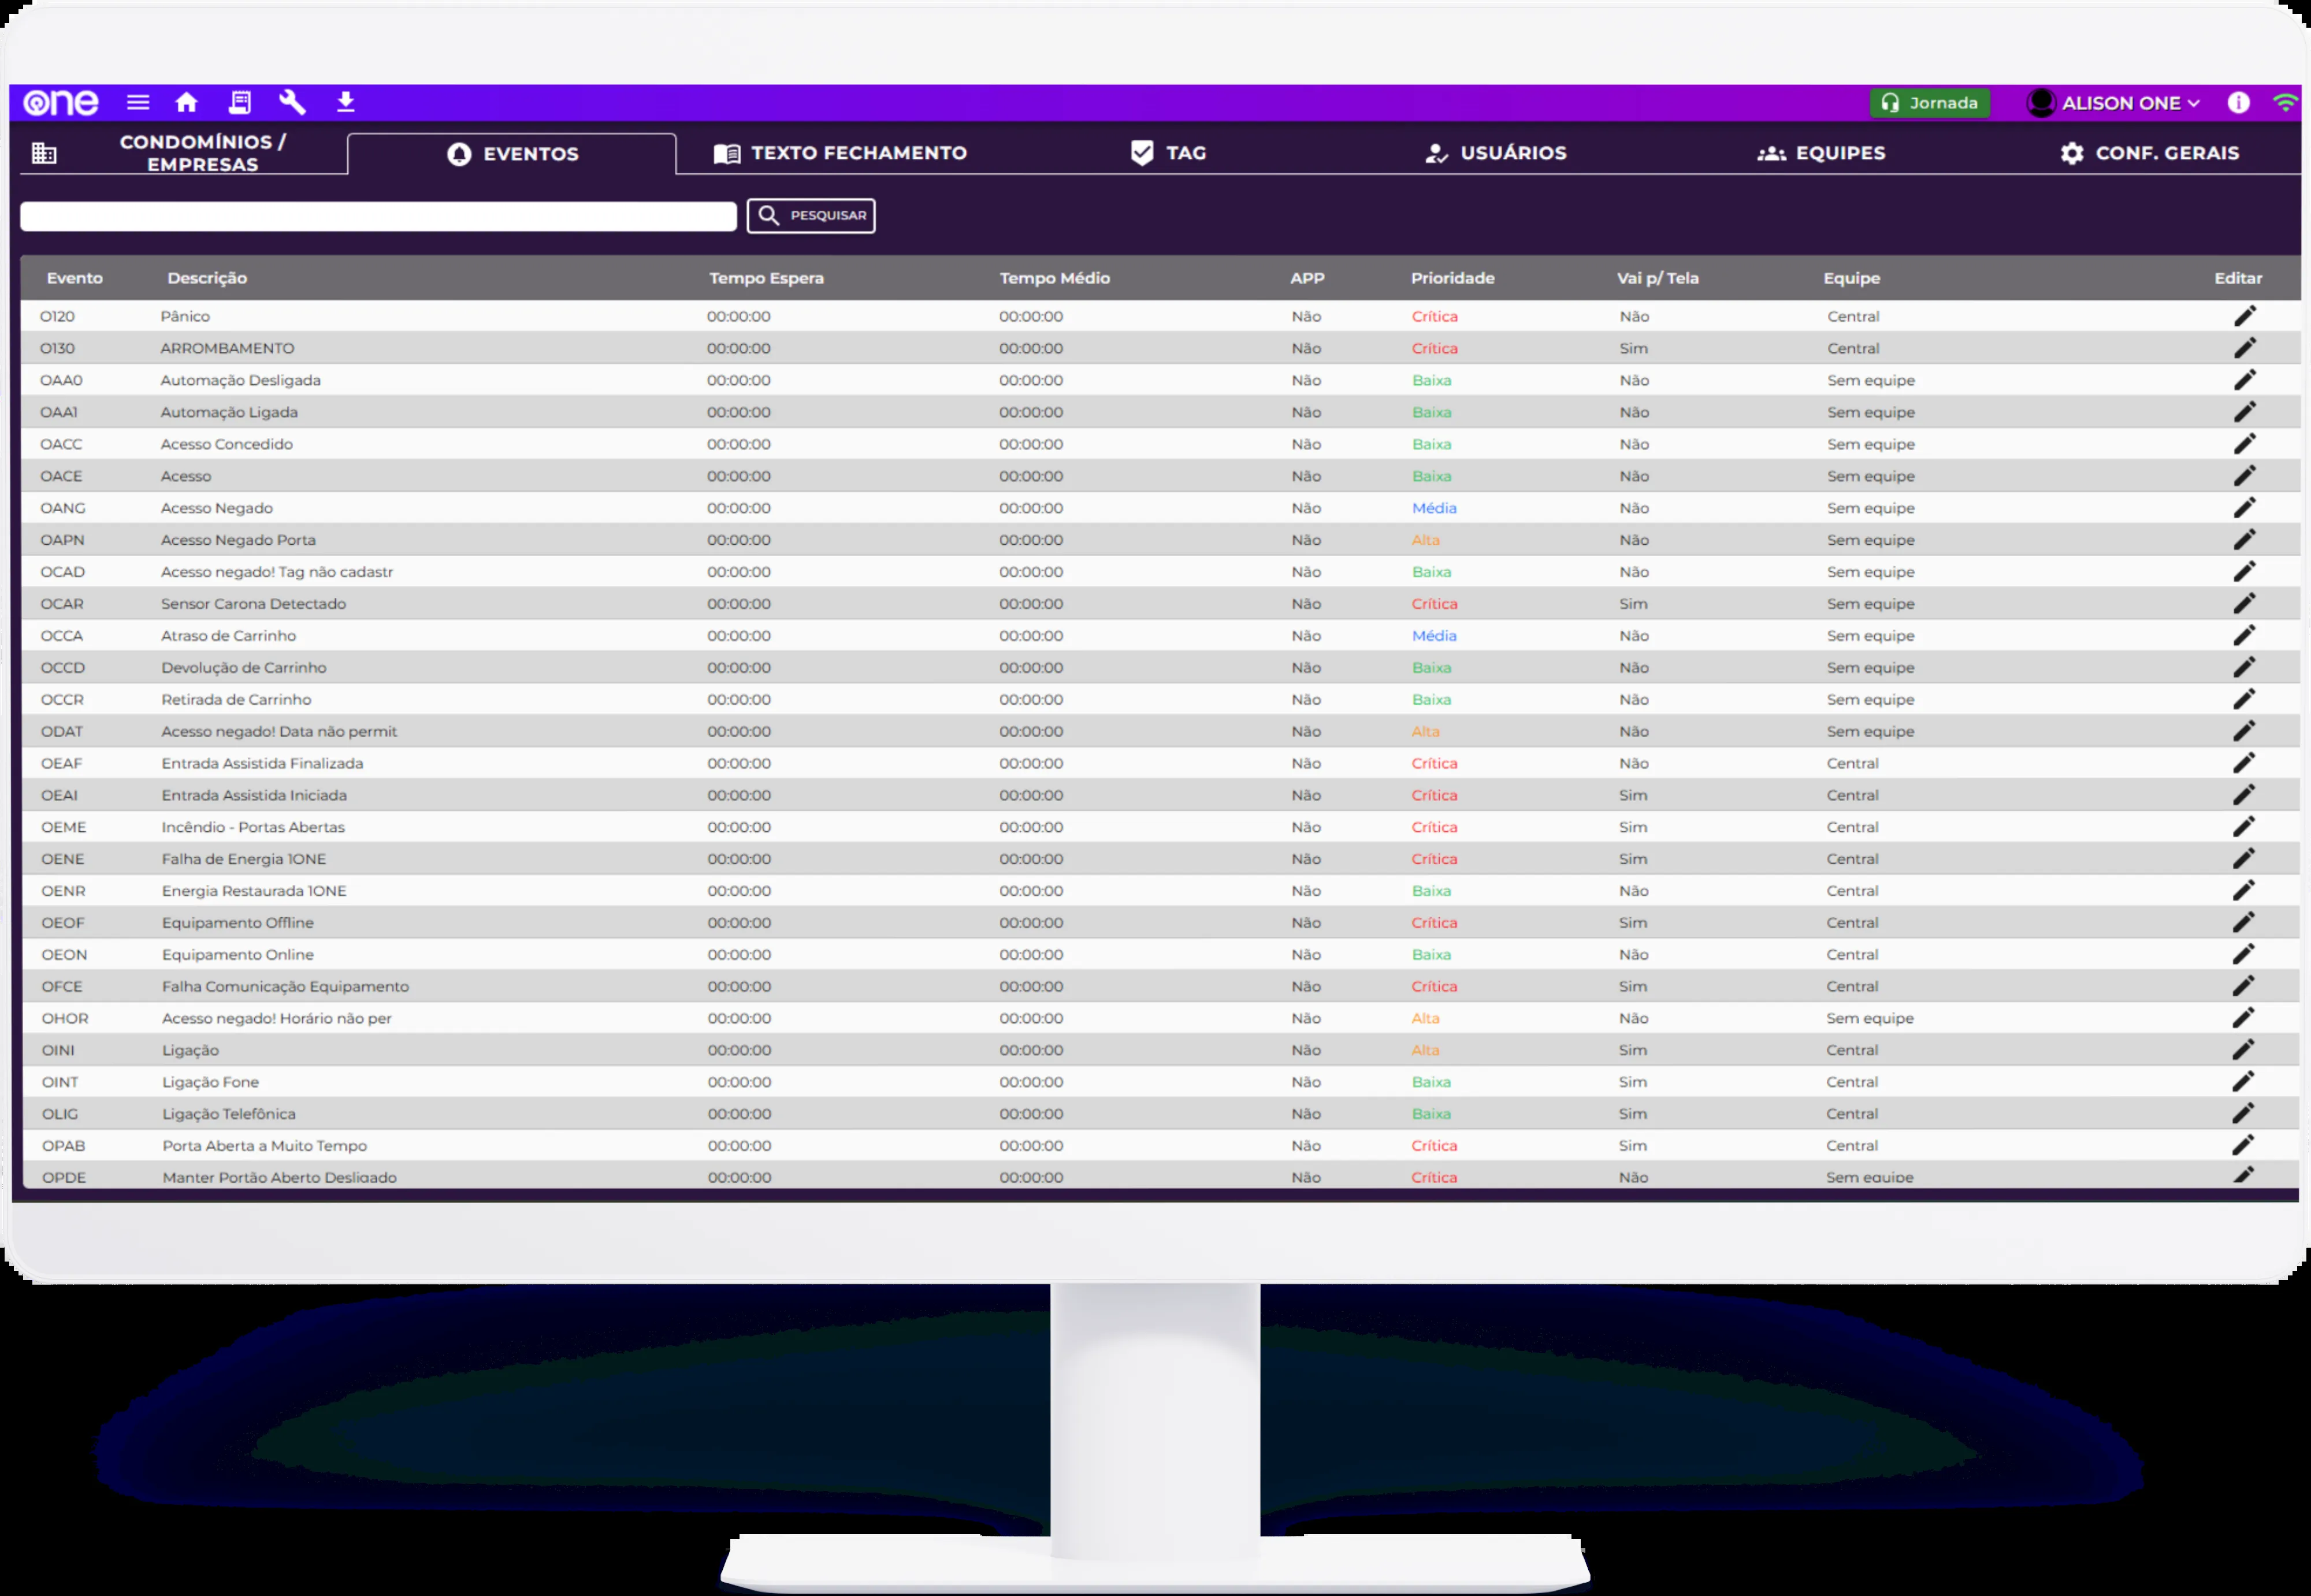 one Jornada ALISON ONE
CONDOMÍNIOS / EMPRESAS EVENTOS TEXTO FECHAMENTO TAG USUÁRIOS EQUIPES CONF. GERAIS
PESQUISAR
Evento Descrição Tempo Espera Tempo Médio APP Prioridade Vai p/ Tela Equipe Editar
O120 Pânico 00:00:00 00:00:00 Não Crítica Não Central
O130 ARROMBAMENTO 00:00:00 00:00:00 Não Crítica Sim Central
OAA0 Automação Desligada 00:00:00 00:00:00 Não Baixa Não Sem equipe
OAA1 Automação Ligada 00:00:00 00:00:00 Não Baixa Não Sem equipe
OACC Acesso Concedido 00:00:00 00:00:00 Não Baixa Não Sem equipe
OACE Acesso 00:00:00 00:00:00 Não Baixa Não Sem equipe
OANG Acesso Negado 00:00:00 00:00:00 Não Média Não Sem equipe
OAPN Acesso Negado Porta 00:00:00 00:00:00 Não Alta Não Sem equipe
OCAD Acesso negado! Tag não cadastr 00:00:00 00:00:00 Não Baixa Não Sem equipe
OCAR Sensor Carona Detectado 00:00:00 00:00:00 Não Crítica Sim Sem equipe
OCCA Atraso de Carrinho 00:00:00 00:00:00 Não Média Não Sem equipe
OCCD Devolução de Carrinho 00:00:00 00:00:00 Não Baixa Não Sem equipe
OCCR Retirada de Carrinho 00:00:00 00:00:00 Não Baixa Não Sem equipe
ODAT Acesso negado! Data não permit 00:00:00 00:00:00 Não Alta Não Sem equipe
OEAF Entrada Assistida Finalizada 00:00:00 00:00:00 Não Crítica Não Central
OEAI Entrada Assistida Iniciada 00:00:00 00:00:00 Não Crítica Sim Central
OEME Incêndio - Portas Abertas 00:00:00 00:00:00 Não Crítica Sim Central
OENE Falha de Energia 1ONE 00:00:00 00:00:00 Não Crítica Sim Central
OENR Energia Restaurada 1ONE 00:00:00 00:00:00 Não Baixa Não Central
OEOF Equipamento Offline 00:00:00 00:00:00 Não Crítica Sim Central
OEON Equipamento Online 00:00:00 00:00:00 Não Baixa Não Central
OFCE Falha Comunicação Equipamento 00:00:00 00:00:00 Não Crítica Sim Central
OHOR Acesso negado! Horário não per 00:00:00 00:00:00 Não Alta Não Sem equipe
OINI Ligação 00:00:00 00:00:00 Não Alta Sim Central
OINT Ligação Fone 00:00:00 00:00:00 Não Baixa Sim Central
OLIG Ligação Telefônica 00:00:00 00:00:00 Não Baixa Sim Central
OPAB Porta Aberta a Muito Tempo 00:00:00 00:00:00 Não Crítica Sim Central
OPDE Manter Portão Aberto Desligado 00:00:00 00:00:00 Não Crítica Não Sem equipe